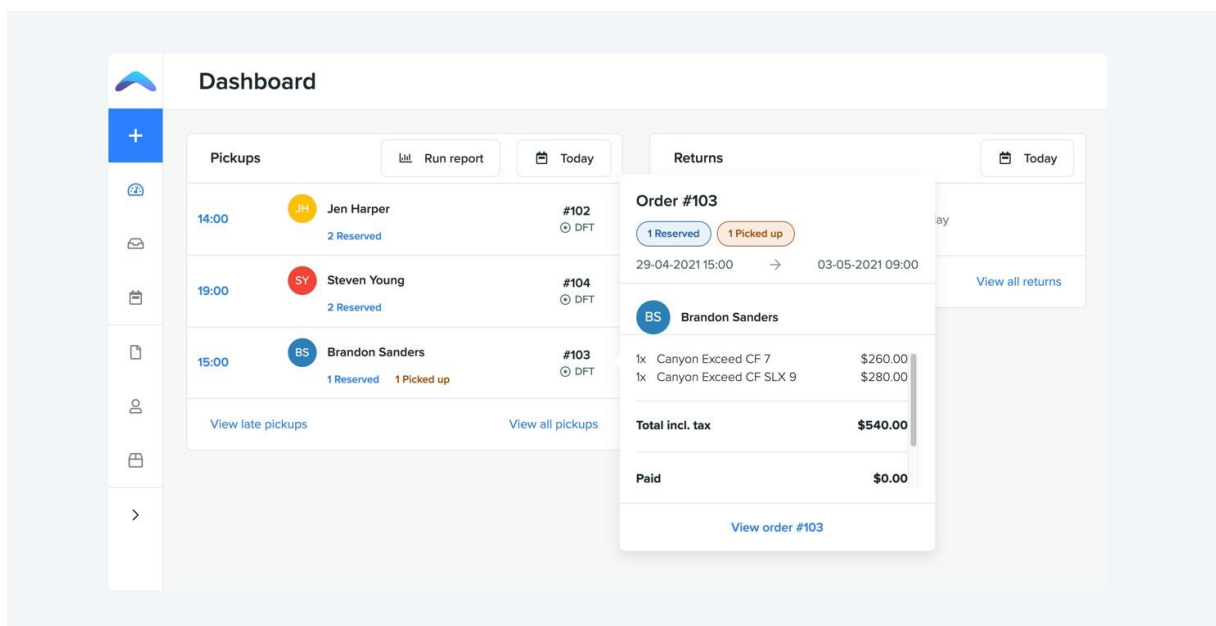 Dashboard
Pickups
Run report
Today
14:00
JH
Jen Harper
2 Reserved
#102
DFT
19:00
SY
Steven Young
2 Reserved
#104
DFT
15:00
BS
Brandon Sanders
1 Reserved 1 Picked up
#103
DFT
View late pickups
View all pickups
Returns
Today
ay
View all returns
Order #103
1 Reserved 1 Picked up
29-04-2021 15:00 → 03-05-2021 09:00
BS Brandon Sanders
1x Canyon Exceed CF 7 $260.00
1x Canyon Exceed CF SLX 9 $280.00
Total incl. tax $540.00
Paid $0.00
View order #103